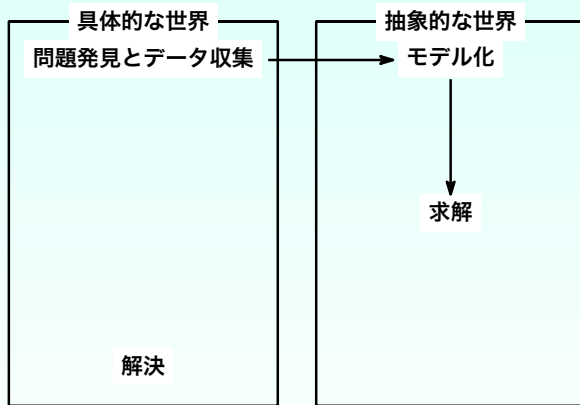 具体的な世界
抽象的な世界
問題発見とデータ収集
モデル化
求解
解決